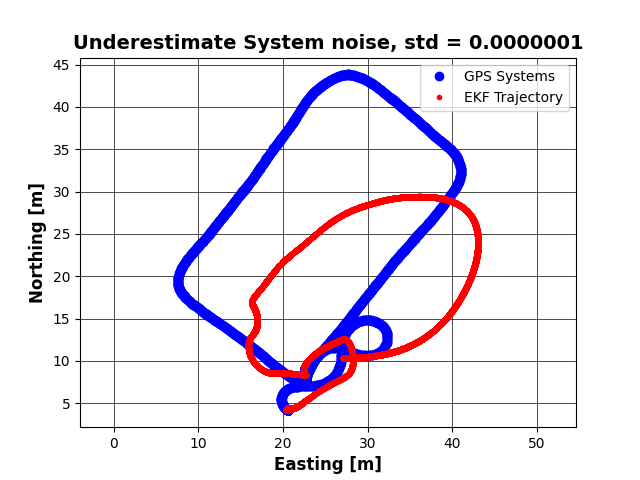 Underestimate System noise, std = 0.0000001
GPS Systems
EKF Trajectory
45
40
35
30
25
20
15
10
5
Northing [m]
0 10 20 30 40 50
Easting [m]